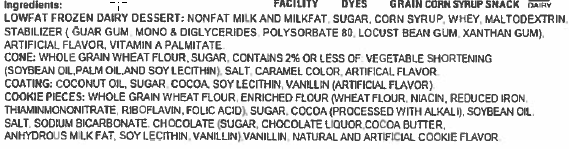 Ingredients: FACILITY DYES GRAIN CORN SYRUP SNACK DAIRY
LOWFAT FROZEN DAIRY DESSERT: NONFAT MILK AND MILKFAT, SUGAR, CORN SYRUP, WHEY, MALTODEXTRIN,
STABILIZER ( GUAR GUM, MONO & DIGLYCERIDES, POLYSORBATE 80, LOCUST BEAN GUM, XANTHAN GUM),
ARTIFICIAL FLAVOR, VITAMIN A PALMITATE.
CONE: WHOLE GRAIN WHEAT FLOUR, SUGAR, CONTAINS 2% OR LESS OF: VEGETABLE SHORTENING
(SOYBEAN OIL,PALM OIL,AND SOY LECITHIN), SALT, CARAMEL COLOR, ARTIFICAL FLAVOR.
COATING: COCONUT OIL, SUGAR, COCOA, SOY LECITHIN, VANILLIN (ARTIFICAL FLAVOR).
COOKIE PIECES: WHOLE GRAIN WHEAT FLOUR, ENRICHED FLOUR (WHEAT FLOUR, NIACIN, REDUCED IRON,
THIAMINMONONITRATE, RIBOFLAVIN, FOLIC ACID), SUGAR, COCOA (PROCESSED WITH ALKALI), SOYBEAN OIL.
SALT, SODIUM BICARBONATE, CHOCOLATE (SUGAR, CHOCOLATE LIQUOR,COCOA BUTTER,
ANHYDROUS MILK FAT, SOY LECITHIN, VANILLIN),VANILLIN, NATURAL AND ARTIFICIAL COOKIE FLAVOR.